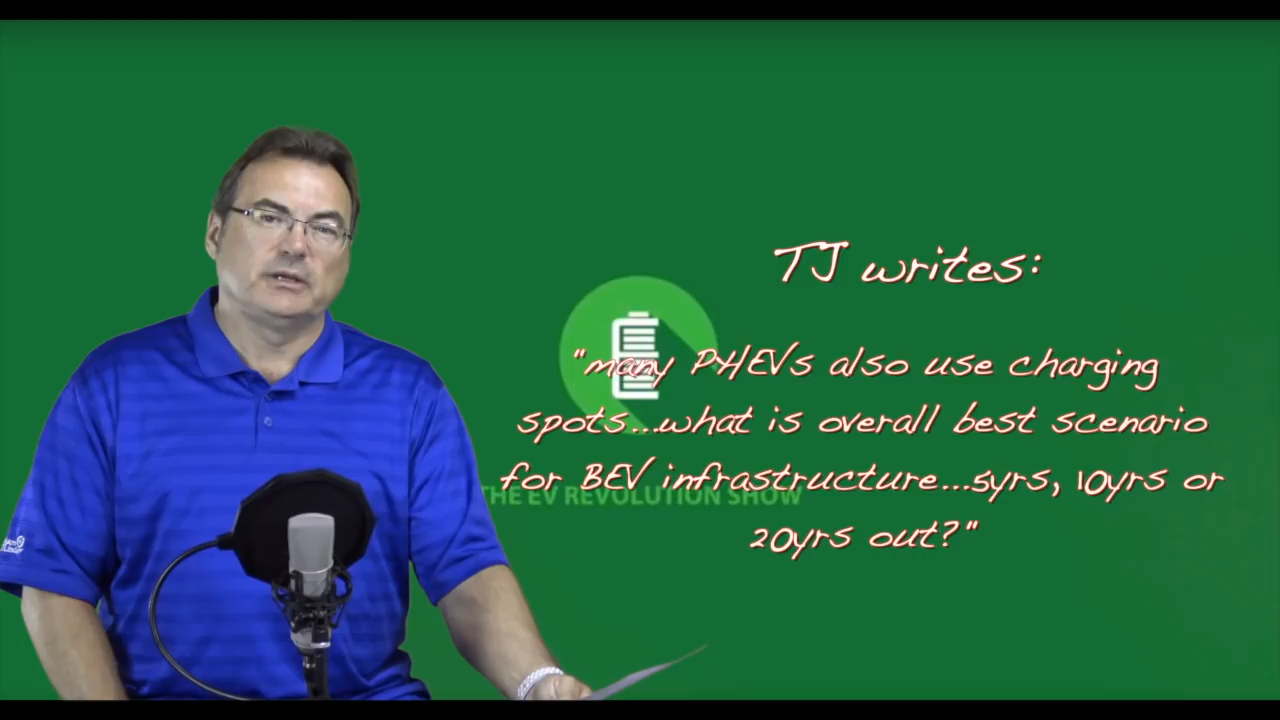 TJ writes:
"many PHEVs also use charging
spots...what is overall best scenario
for BEV infrastructure...5yrs, 10yrs or
THE EV REVOLUTION SHOW
20yrs out?"